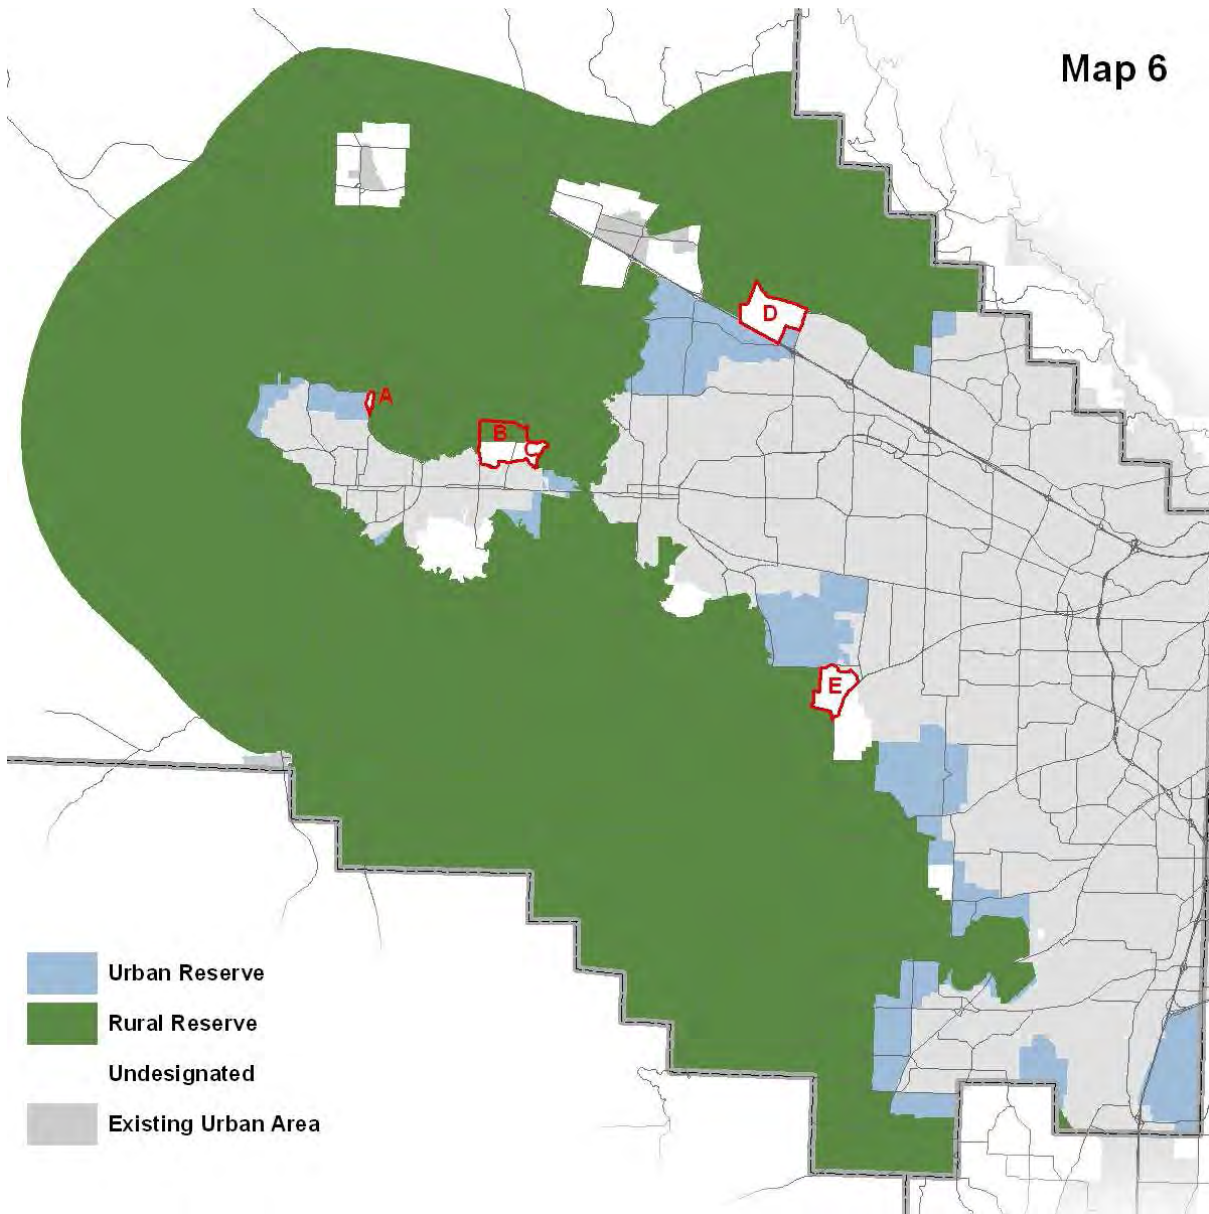 Map 6
D
A
B
C
E
Urban Reserve
Rural Reserve
Undesignated
Existing Urban Area